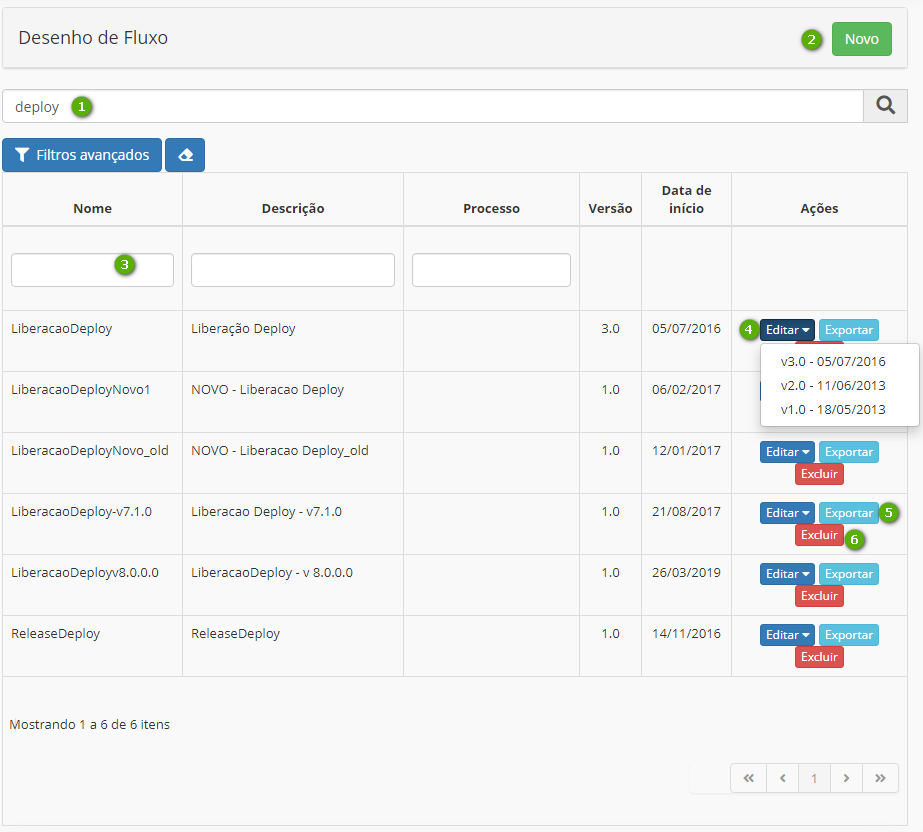 Desenho de Fluxo
2 Novo
deploy 1
Filtros avançados
Nome Descrição Processo Versão Data de início Ações
3
LiberacaoDeploy Liberação Deploy 3.0 05/07/2016 4 Editar Exportar
v3.0 - 05/07/2016
v2.0 - 11/06/2013
v1.0 - 18/05/2013
LiberacaoDeployNovo1 NOVO - Liberacao Deploy 1.0 06/02/2017
LiberacaoDeployNovo_old NOVO - Liberacao Deploy_old 1.0 12/01/2017 Editar Exportar
Excluir
LiberacaoDeploy-v7.1.0 Liberacao Deploy - v7.1.0 1.0 21/08/2017 Editar Exportar 5
Excluir 6
LiberacaoDeployv8.0.0.0 LiberacaoDeploy - v 8.0.0.0 1.0 26/03/2019 Editar Exportar
Excluir
ReleaseDeploy ReleaseDeploy 1.0 14/11/2016 Editar Exportar
Excluir
Mostrando 1 a 6 de 6 itens
« ‹ 1 › »